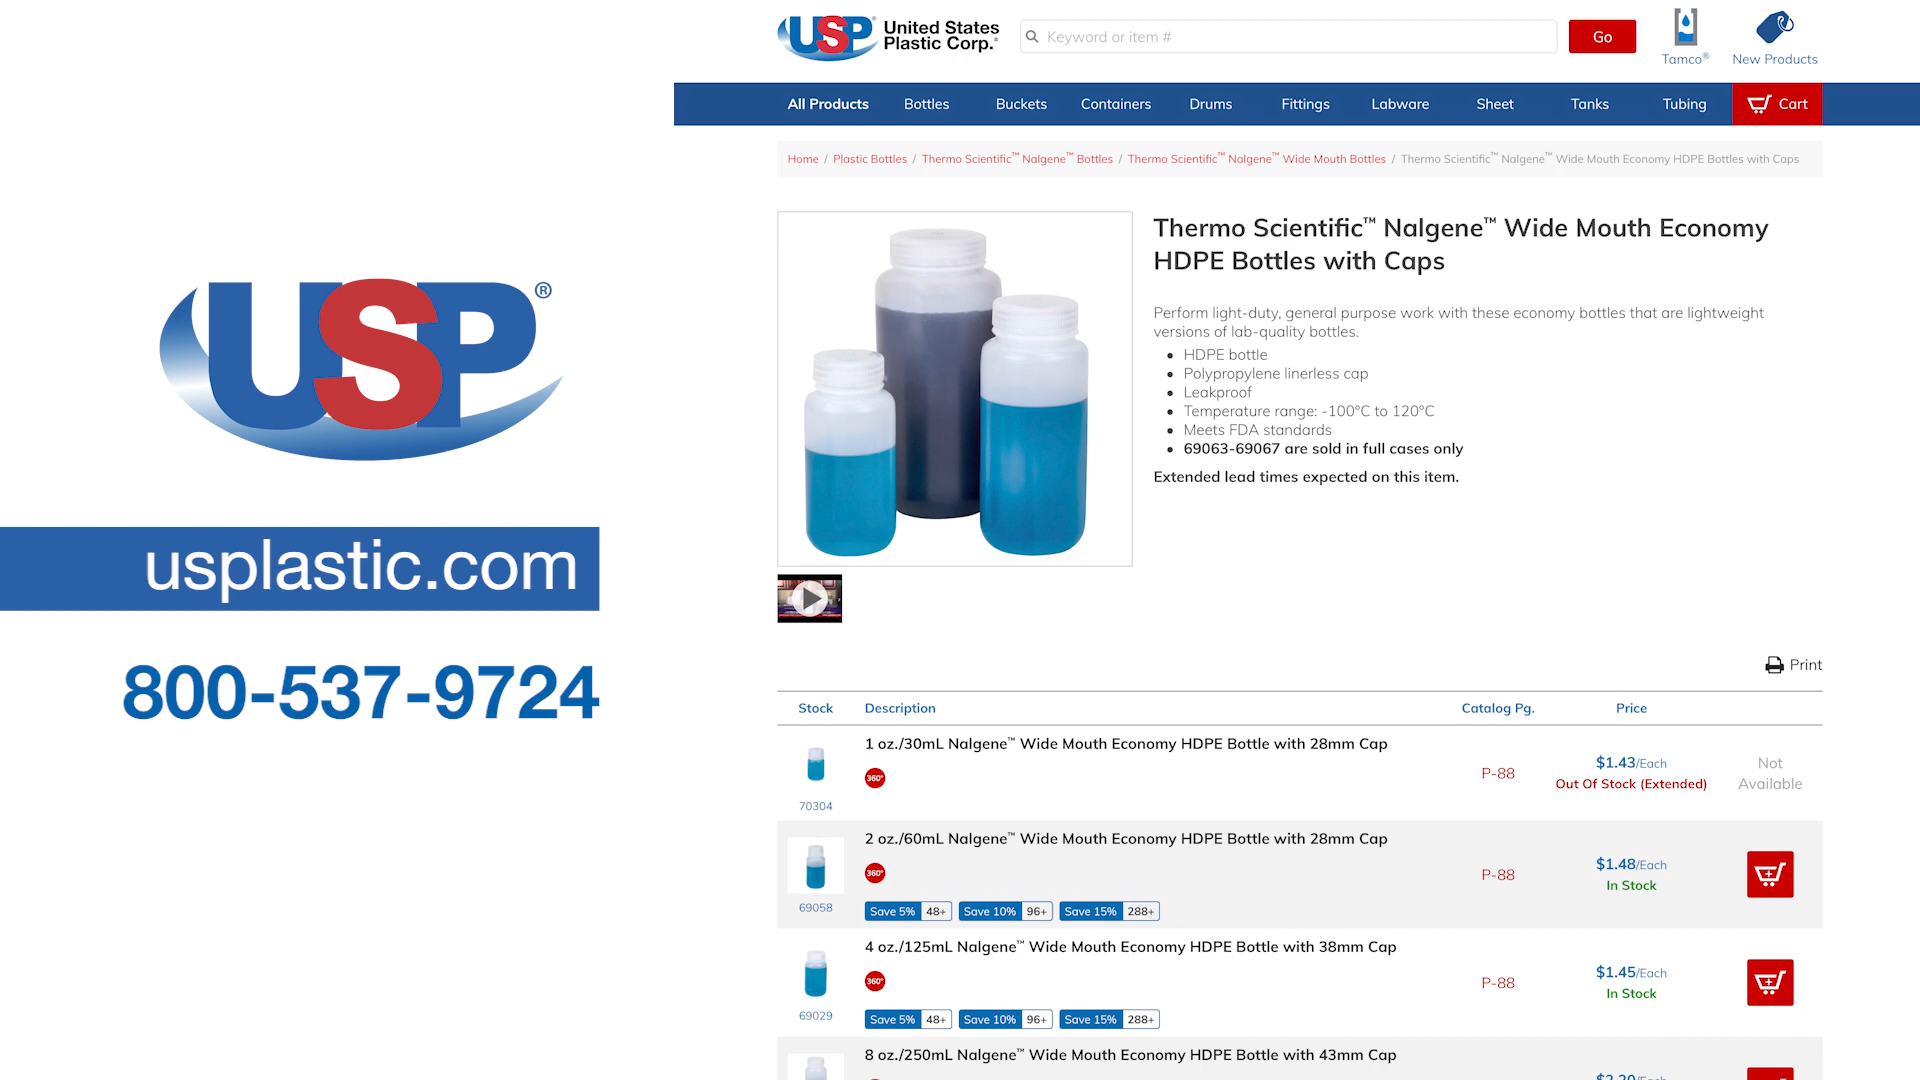 USP®
usplastic.com
800-537-9724
USP® United States
Plastic Corp.®
Keyword or item #
Go
Tamco®
New Products
All Products Bottles Buckets Containers Drums Fittings Labware Sheet Tanks Tubing Cart
Home / Plastic Bottles / Thermo Scientific™ Nalgene™ Bottles / Thermo Scientific™ Nalgene™ Wide Mouth Bottles / Thermo Scientific™ Nalgene™ Wide Mouth Economy HDPE Bottles with Caps
Thermo Scientific™ Nalgene™ Wide Mouth Economy
HDPE Bottles with Caps
Perform light-duty, general purpose work with these economy bottles that are lightweight
versions of lab-quality bottles.
• HDPE bottle
• Polypropylene linerless cap
• Leakproof
• Temperature range: -100°C to 120°C
• Meets FDA standards
• 69063-69067 are sold in full cases only
Extended lead times expected on this item.
Print
Stock Description Catalog Pg. Price
1 oz./30mL Nalgene™ Wide Mouth Economy HDPE Bottle with 28mm Cap
360°
70304
P-88
$1.43/Each
Out Of Stock (Extended)
Not
Available
2 oz./60mL Nalgene™ Wide Mouth Economy HDPE Bottle with 28mm Cap
360°
69058
P-88
$1.48/Each
In Stock
Save 5% 48+ Save 10% 96+ Save 15% 288+
4 oz./125mL Nalgene™ Wide Mouth Economy HDPE Bottle with 38mm Cap
360°
69029
P-88
$1.45/Each
In Stock
Save 5% 48+ Save 10% 96+ Save 15% 288+
8 oz./250mL Nalgene™ Wide Mouth Economy HDPE Bottle with 43mm Cap